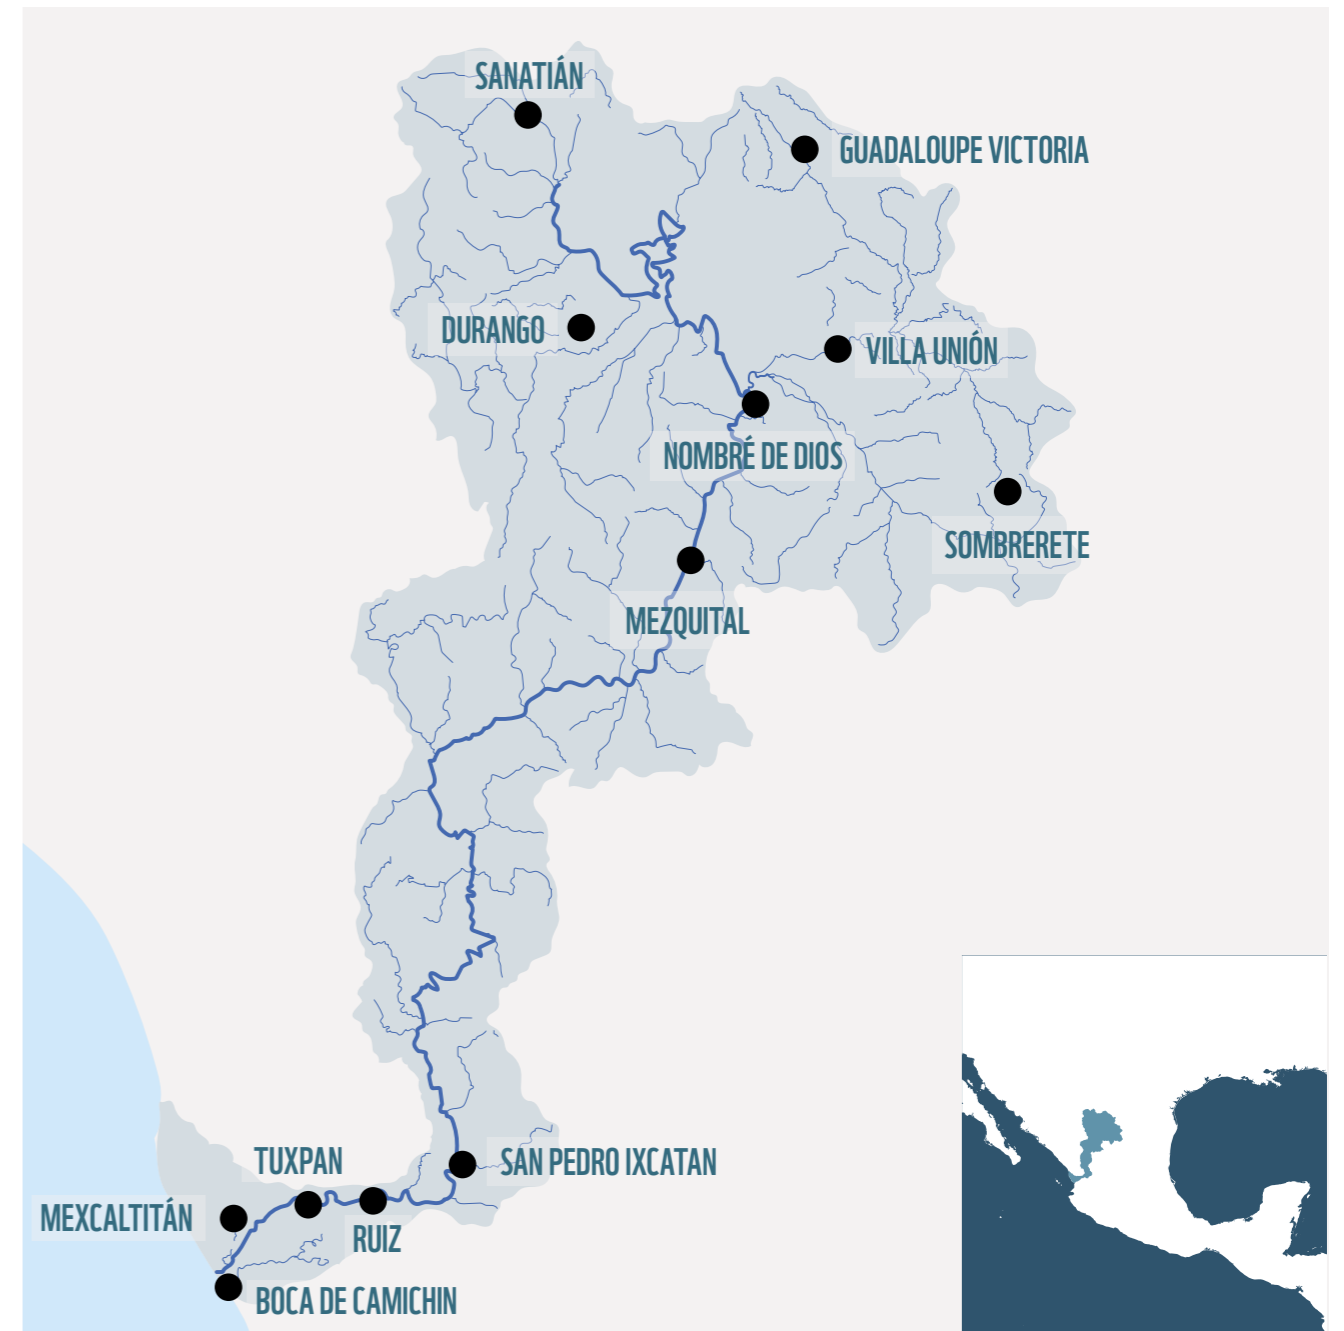 SANATIÁN
GUADALOUPE VICTORIA
DURANGO
VILLA UNIÓN
NOMBRÉ DE DIOS
SOMBRERETE
MEZQUITAL
TUXPAN
SAN PEDRO IXCATAN
MEXCALTITÁN
RUIZ
BOCA DE CAMICHIN